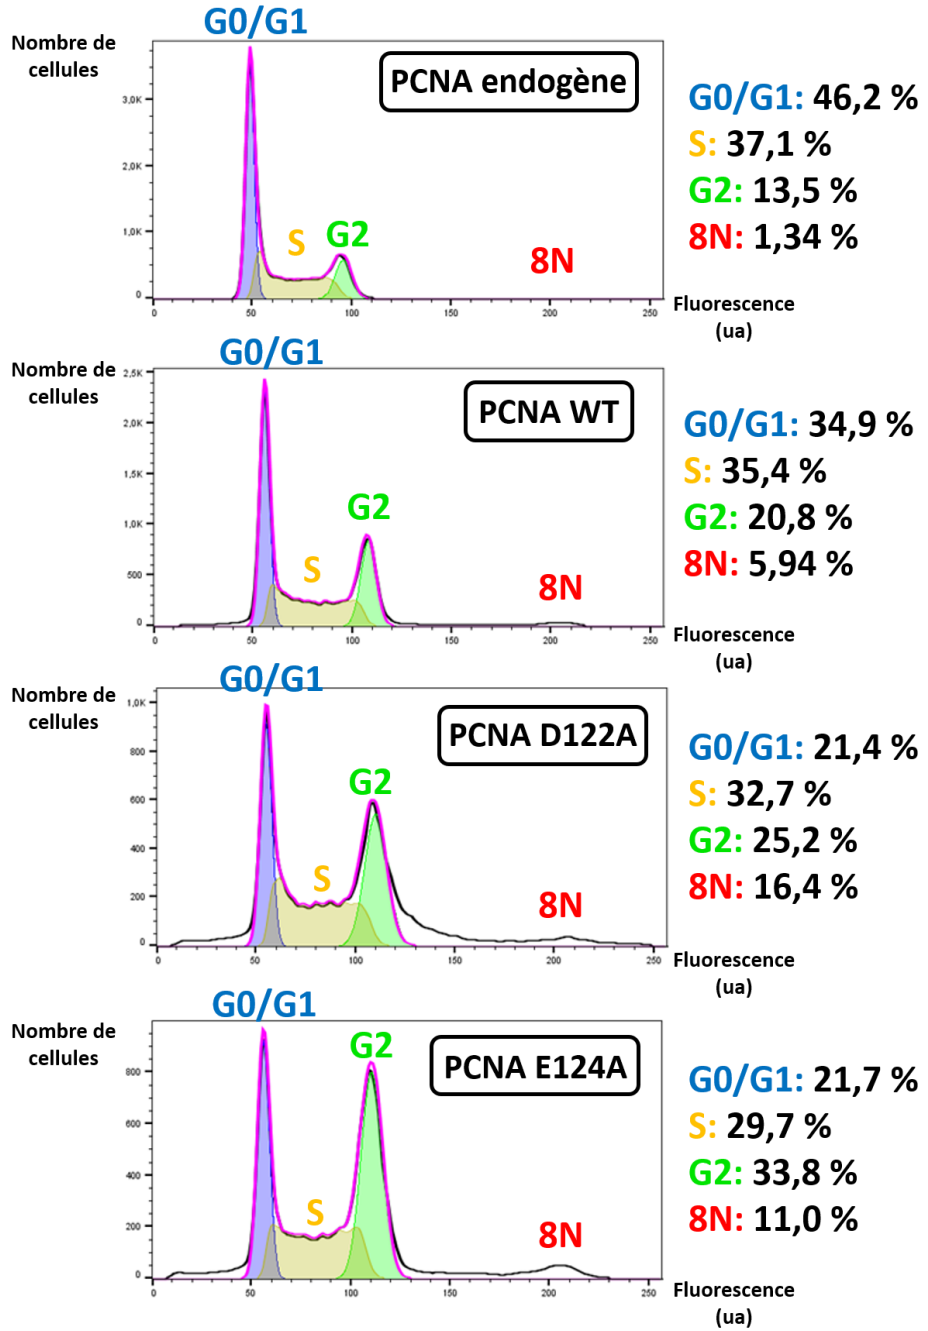 G0/G1
Nombre de
cellules
PCNA endogène
3,0K
2,0K
1,0K
0
S
G2
8N
0 50 100 150 200 250
Fluorescence
(ua)
G0/G1: 46,2 %
S: 37,1 %
G2: 13,5 %
8N: 1,34 %
G0/G1
Nombre de
cellules
PCNA WT
2,5K
2,0K
1,5K
1,0K
500
0
G2
S
8N
0 50 100 150 200 250
Fluorescence
(ua)
G0/G1: 34,9 %
S: 35,4 %
G2: 20,8 %
8N: 5,94 %
G0/G1
Nombre de
cellules
PCNA D122A
1,0K
800
600
400
200
0
G2
S
8N
0 50 100 150 200 250
Fluorescence
(ua)
G0/G1: 21,4 %
S: 32,7 %
G2: 25,2 %
8N: 16,4 %
G0/G1
Nombre de
cellules
PCNA E124A
800
600
400
200
0
G2
S
8N
0 50 100 150 200 250
Fluorescence
(ua)
G0/G1: 21,7 %
S: 29,7 %
G2: 33,8 %
8N: 11,0 %